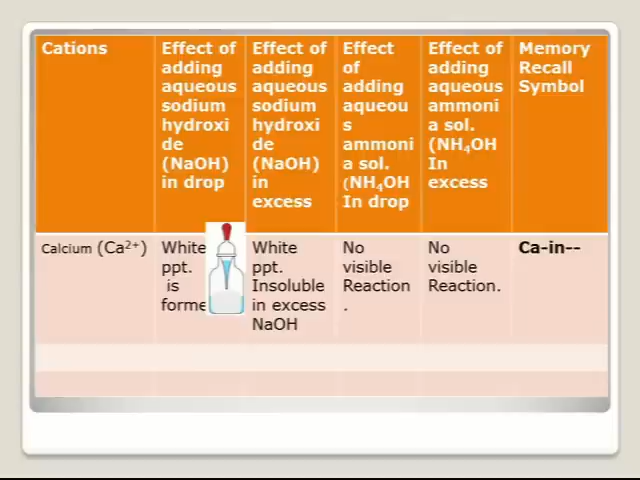 Cations
Effect of
adding
aqueous
sodium
hydroxi
de
(NaOH)
in drop
Effect of
adding
aqueous
sodium
hydroxi
de
(NaOH)
in
excess
Effect
of
adding
aqueou
s
ammoni
a sol.
(NH₄OH
In drop
Effect of
adding
aqueous
ammoni
a sol.
(NH₄OH
In
excess
Memory
Recall
Symbol
Calcium (Ca²⁺)
White
ppt.
is
forme
White
ppt.
Insoluble
in excess
NaOH
No
visible
Reaction
.
No
visible
Reaction.
Ca-in--